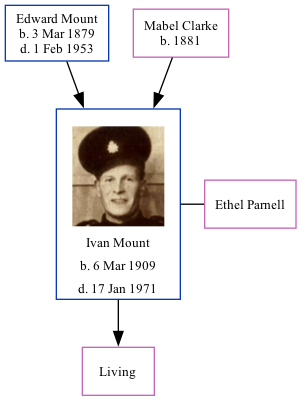 Edward Mount
b. 3 Mar 1879
d. 1 Feb 1953
Mabel Clarke
b. 1881
Ivan Mount
b. 6 Mar 1909
d. 17 Jan 1971
Ethel Parnell
Living